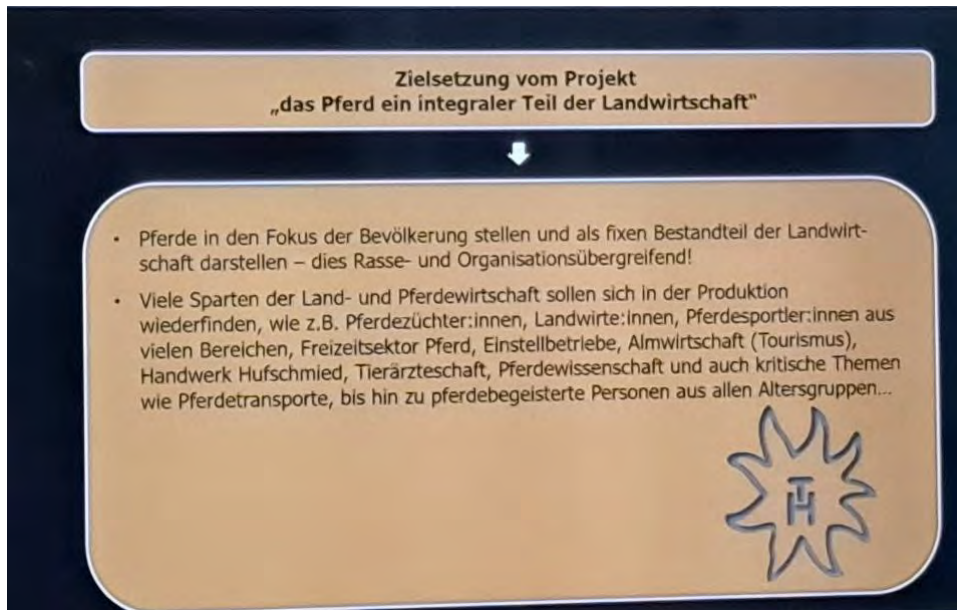 Zielsetzung vom Projekt
„das Pferd ein integraler Teil der Landwirtschaft"
• Pferde in den Fokus der Bevölkerung stellen und als fixen Bestandteil der Landwirt-
schaft darstellen – dies Rasse- und Organisationsübergreifend!
• Viele Sparten der Land- und Pferdewirtschaft sollen sich in der Produktion
wiederfinden, wie z.B. Pferdezüchter:innen, Landwirte:innen, Pferdesportler:innen aus
vielen Bereichen, Freizeitsektor Pferd, Einstellbetriebe, Almwirtschaft (Tourismus),
Handwerk Hufschmied, Tierärzteschaft, Pferdewissenschaft und auch kritische Themen
wie Pferdetransporte, bis hin zu pferdebegeisterte Personen aus allen Altersgruppen...
TH